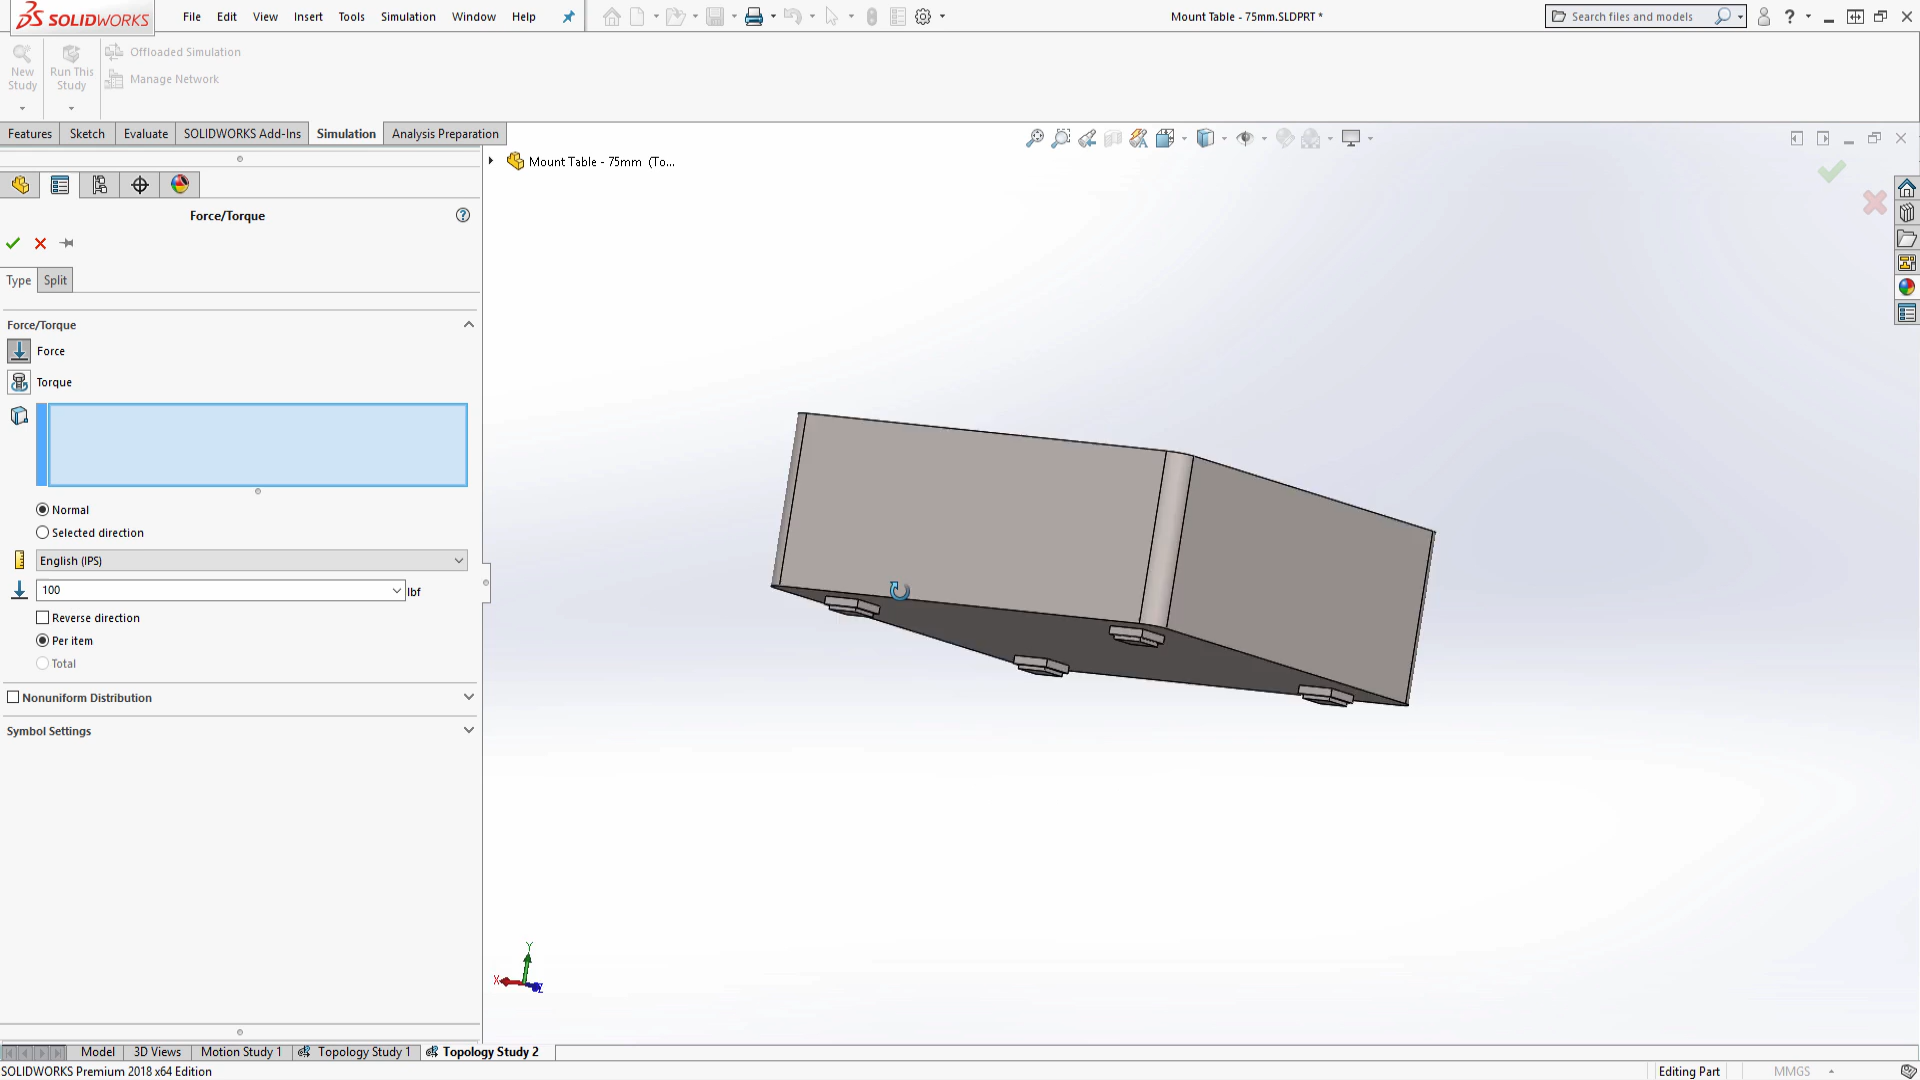 SOLIDWORKS File Edit View Insert Tools Simulation Window Help Mount Table - 75mm.SLDPRT * Search files and models ?
New Study
Run This Study
Offloaded Simulation
Manage Network
Features Sketch Evaluate SOLIDWORKS Add-Ins Simulation Analysis Preparation
Mount Table - 75mm (To...
Force/Torque ?
Type Split
Force/Torque
Force
Torque
Normal
Selected direction
English (IPS)
100 lbf
Reverse direction
Per item
Total
Nonuniform Distribution
Symbol Settings
Y
X
Z
Model 3D Views Motion Study 1 Topology Study 1 Topology Study 2
SOLIDWORKS Premium 2018 x64 Edition Editing Part MMGS